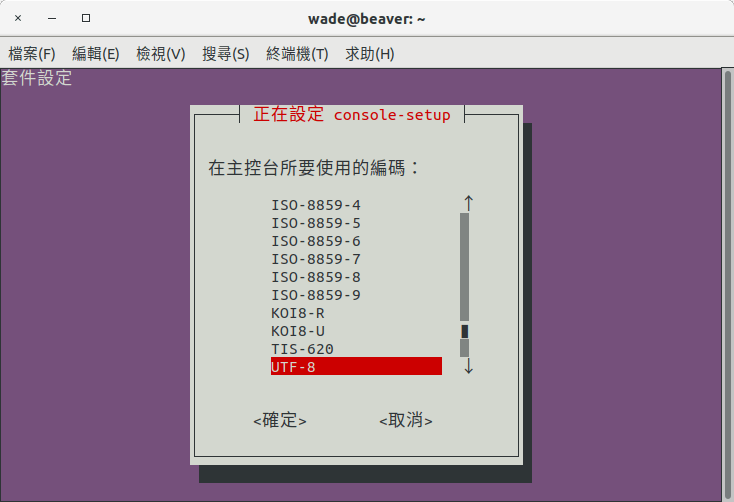 wade@beaver: ~
檔案(F) 編輯(E) 檢視(V) 搜尋(S) 終端機(T) 求助(H)
套件設定
正在設定 console-setup
在主控台所要使用的編碼：
ISO-8859-4
ISO-8859-5
ISO-8859-6
ISO-8859-7
ISO-8859-8
ISO-8859-9
KOI8-R
KOI8-U
TIS-620
UTF-8
<確定> <取消>